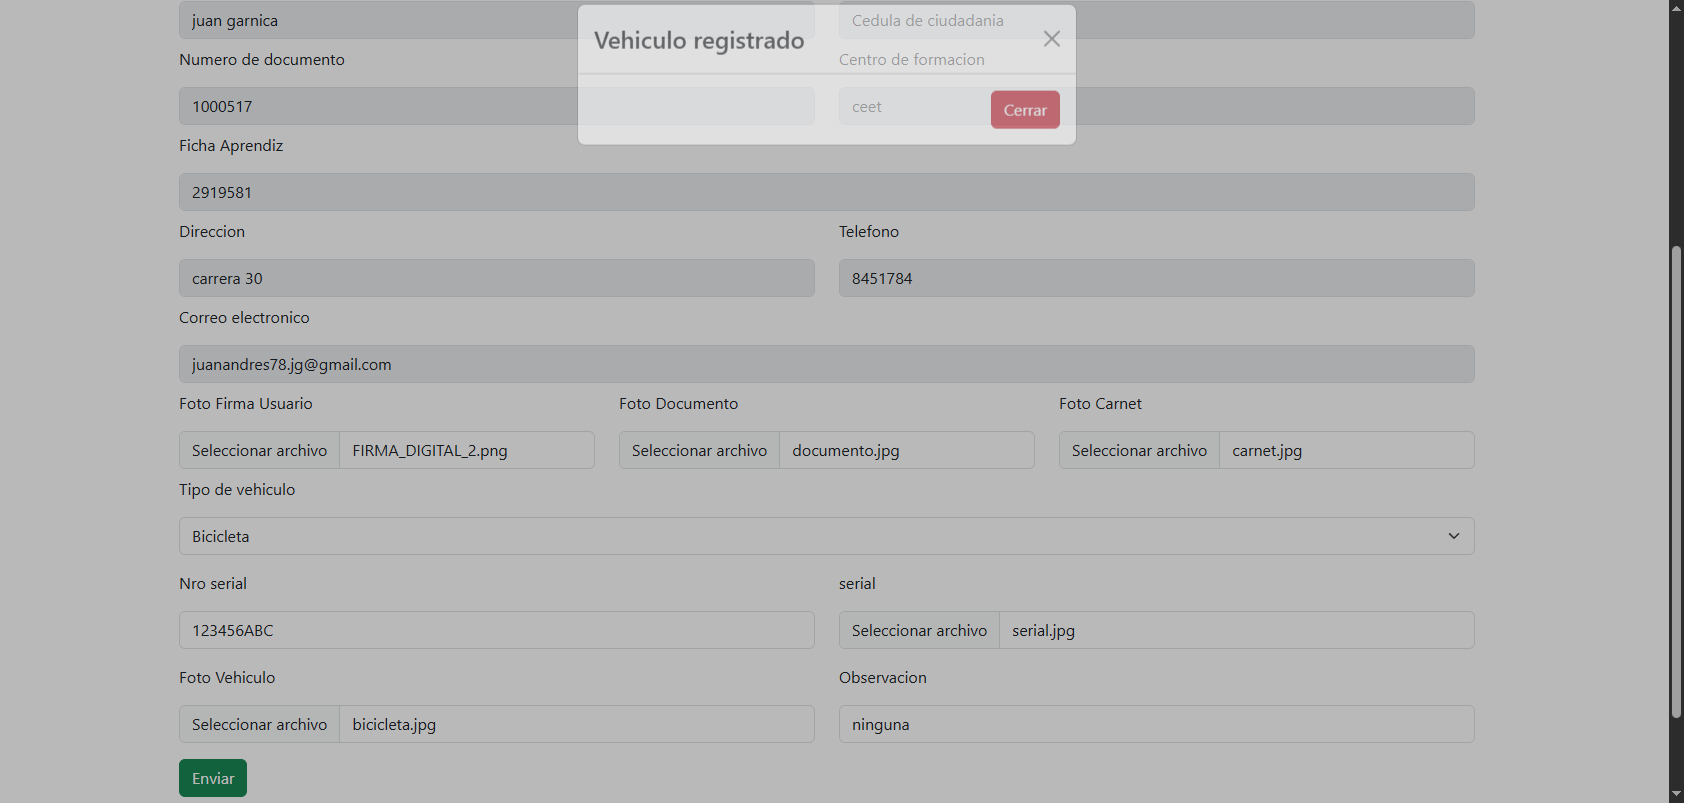 juan garnica
Cedula de ciudadania
Vehiculo registrado
Numero de documento
Centro de formacion
1000517
ceet
Cerrar
Ficha Aprendiz
2919581
Direccion
Telefono
carrera 30
8451784
Correo electronico
juanandres78.jg@gmail.com
Foto Firma Usuario
Foto Documento
Foto Carnet
Seleccionar archivo FIRMA_DIGITAL_2.png
Seleccionar archivo documento.jpg
Seleccionar archivo carnet.jpg
Tipo de vehiculo
Bicicleta
Nro serial
serial
123456ABC
Seleccionar archivo serial.jpg
Foto Vehiculo
Observacion
Seleccionar archivo bicicleta.jpg
ninguna
Enviar